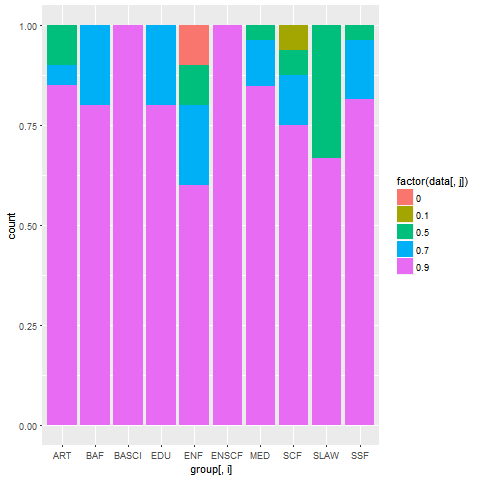 1.00
0.75
0.50
0.25
0.00
count
ART BAF BASCI EDU ENF ENSCF MED SCF SLAW SSF
group[, i]
factor(data[, j])
0
0.1
0.5
0.7
0.9